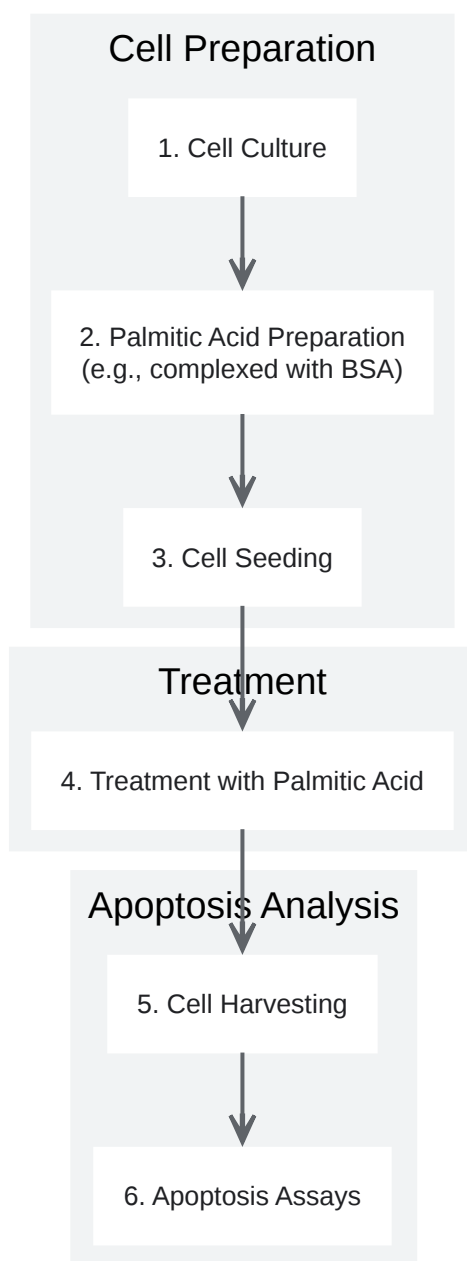 Cell Preparation
1. Cell Culture
2. Palmitic Acid Preparation
(e.g., complexed with BSA)
3. Cell Seeding
Treatment
4. Treatment with Palmitic Acid
Apoptosis Analysis
5. Cell Harvesting
6. Apoptosis Assays